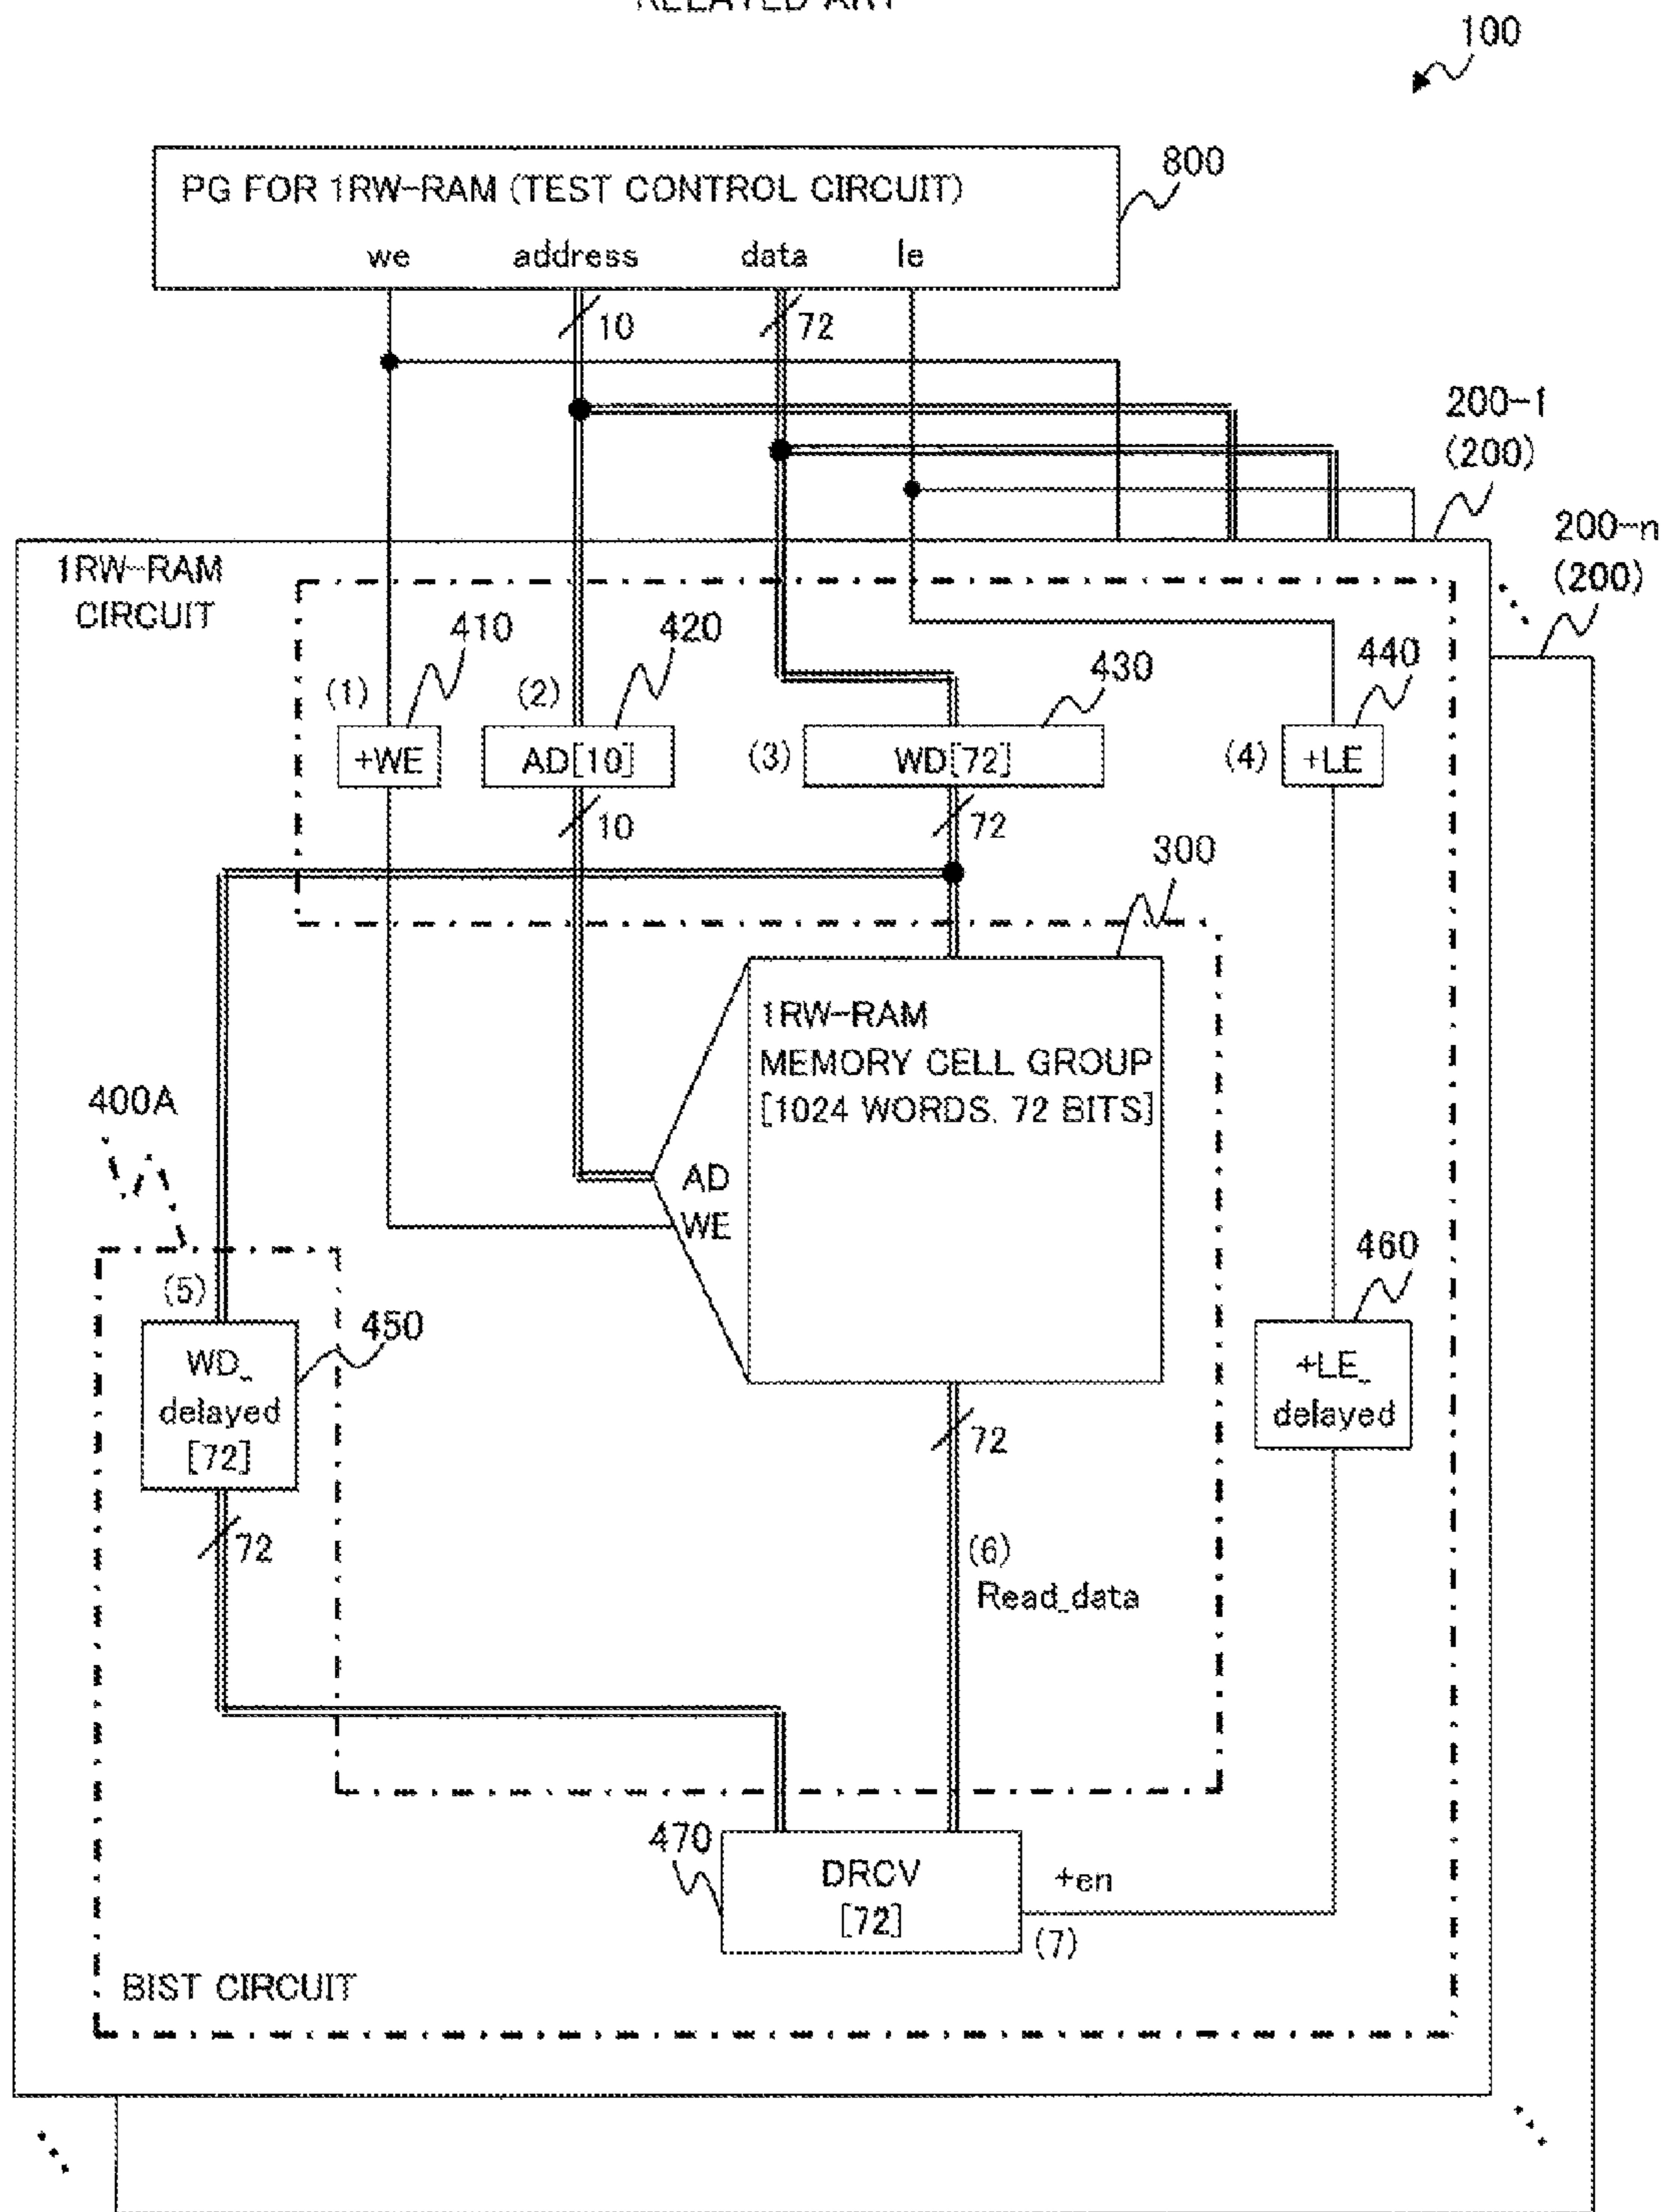 RELATED ART
100
800
PG FOR 1RW-RAM (TEST CONTROL CIRCUIT)
we address data le
10
72
200-1
(200)
200-n
(200)
1RW-RAM
CIRCUIT
410
420
430
440
(1)
(2)
(3)
(4)
+WE
AD[10]
WD[72]
+LE
10
72
300
1RW-RAM
MEMORY CELL GROUP
[1024 WORDS, 72 BITS]
AD
WE
400A
(5)
450
WD_
delayed
[72]
72
460
+LE_
delayed
72
(6)
Read_data
470
DRCV
[72]
+en
(7)
BIST CIRCUIT